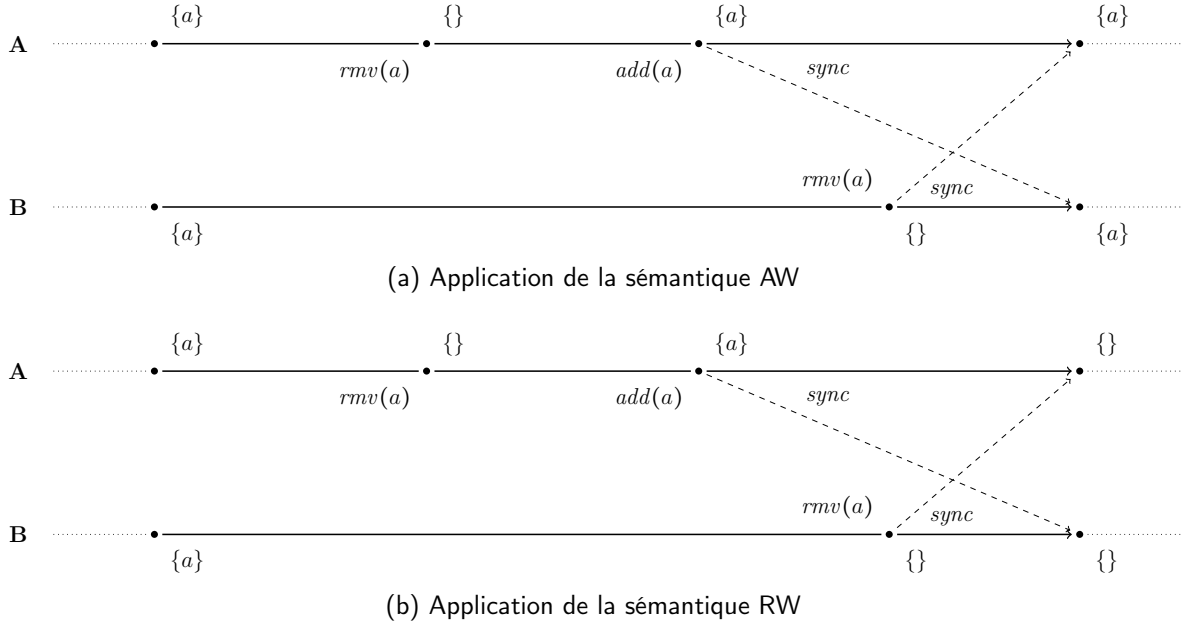 {a} {} {a} {a}
A
rmv(a) add(a) sync
rmv(a) sync
B
{a} {} {a}
(a) Application de la sémantique AW
{a} {} {a} {}
A
rmv(a) add(a) sync
rmv(a) sync
B
{a} {} {}
(b) Application de la sémantique RW